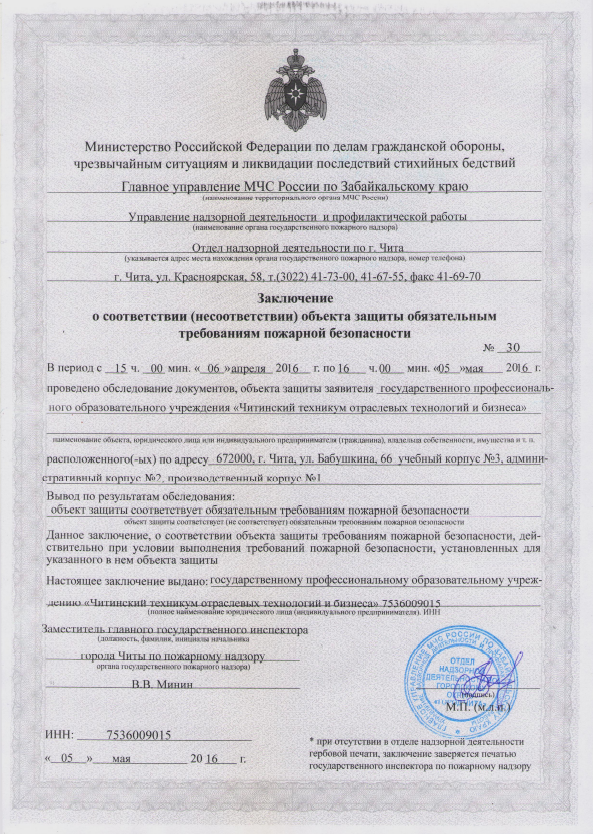 Министерство Российской Федерации по делам гражданской обороны,
чрезвычайным ситуациям и ликвидации последствий стихийных бедствий
Главное управление МЧС России по Забайкальскому краю
(наименование территориального органа МЧС России)
Управление надзорной деятельности и профилактической работы
(наименование органа государственного пожарного надзора)
Отдел надзорной деятельности по г. Чита
(указывается адрес места нахождения органа государственного пожарного надзора, номер телефона)
г. Чита, ул. Красноярская, 58, т.(3022) 41-73-00, 41-67-55, факс 41-69-70
Заключение
о соответствии (несоответствии) объекта защиты обязательным
требованиям пожарной безопасности
№ 30
В период с 15 ч. 00 мин. « 06 » апреля 2016 г. по 16 ч. 00 мин. «05 »мая 2016 г.
проведено обследование документов, объекта защиты заявителя государственного профессиональ-
ного образовательного учреждения «Читинский техникум отраслевых технологий и бизнеса»
наименование объекта, юридического лица или индивидуального предпринимателя (гражданина), владельца собственности, имущества и т. п.
расположенного(-ых) по адресу 672000, г. Чита, ул. Бабушкина, 66 учебный корпус №3, админи-
стративный корпус №2, производственный корпус №1
Вывод по результатам обследования:
объект защиты соответствует обязательным требованиям пожарной безопасности
объект защиты соответствует (не соответствует) обязательным требованиям пожарной безопасности
Данное заключение, о соответствии объекта защиты требованиям пожарной безопасности, дей-
ствительно при условии выполнения требований пожарной безопасности, установленных для
указанного в нем объекта защиты
Настоящее заключение выдано: государственному профессиональному образовательному учреж-
дению «Читинский техникум отраслевых технологий и бизнеса» 7536009015
(полное наименование юридического лица (индивидуального предпринимателя). ИНН
Заместитель главного государственного инспектора
(должность, фамилия, инициалы начальника
города Читы по пожарному надзору
органа государственного пожарного надзора)
В.В. Минин
ОТДЕЛ
НАДЗОРНОЙ
(подпись)
М.П. (м.л.п.)
ИНН: 7536009015
« 05 » мая 20 16 г.
* при отсутствии в отделе надзорной деятельности
гербовой печати, заключение заверяется печатью
государственного инспектора по пожарному надзору